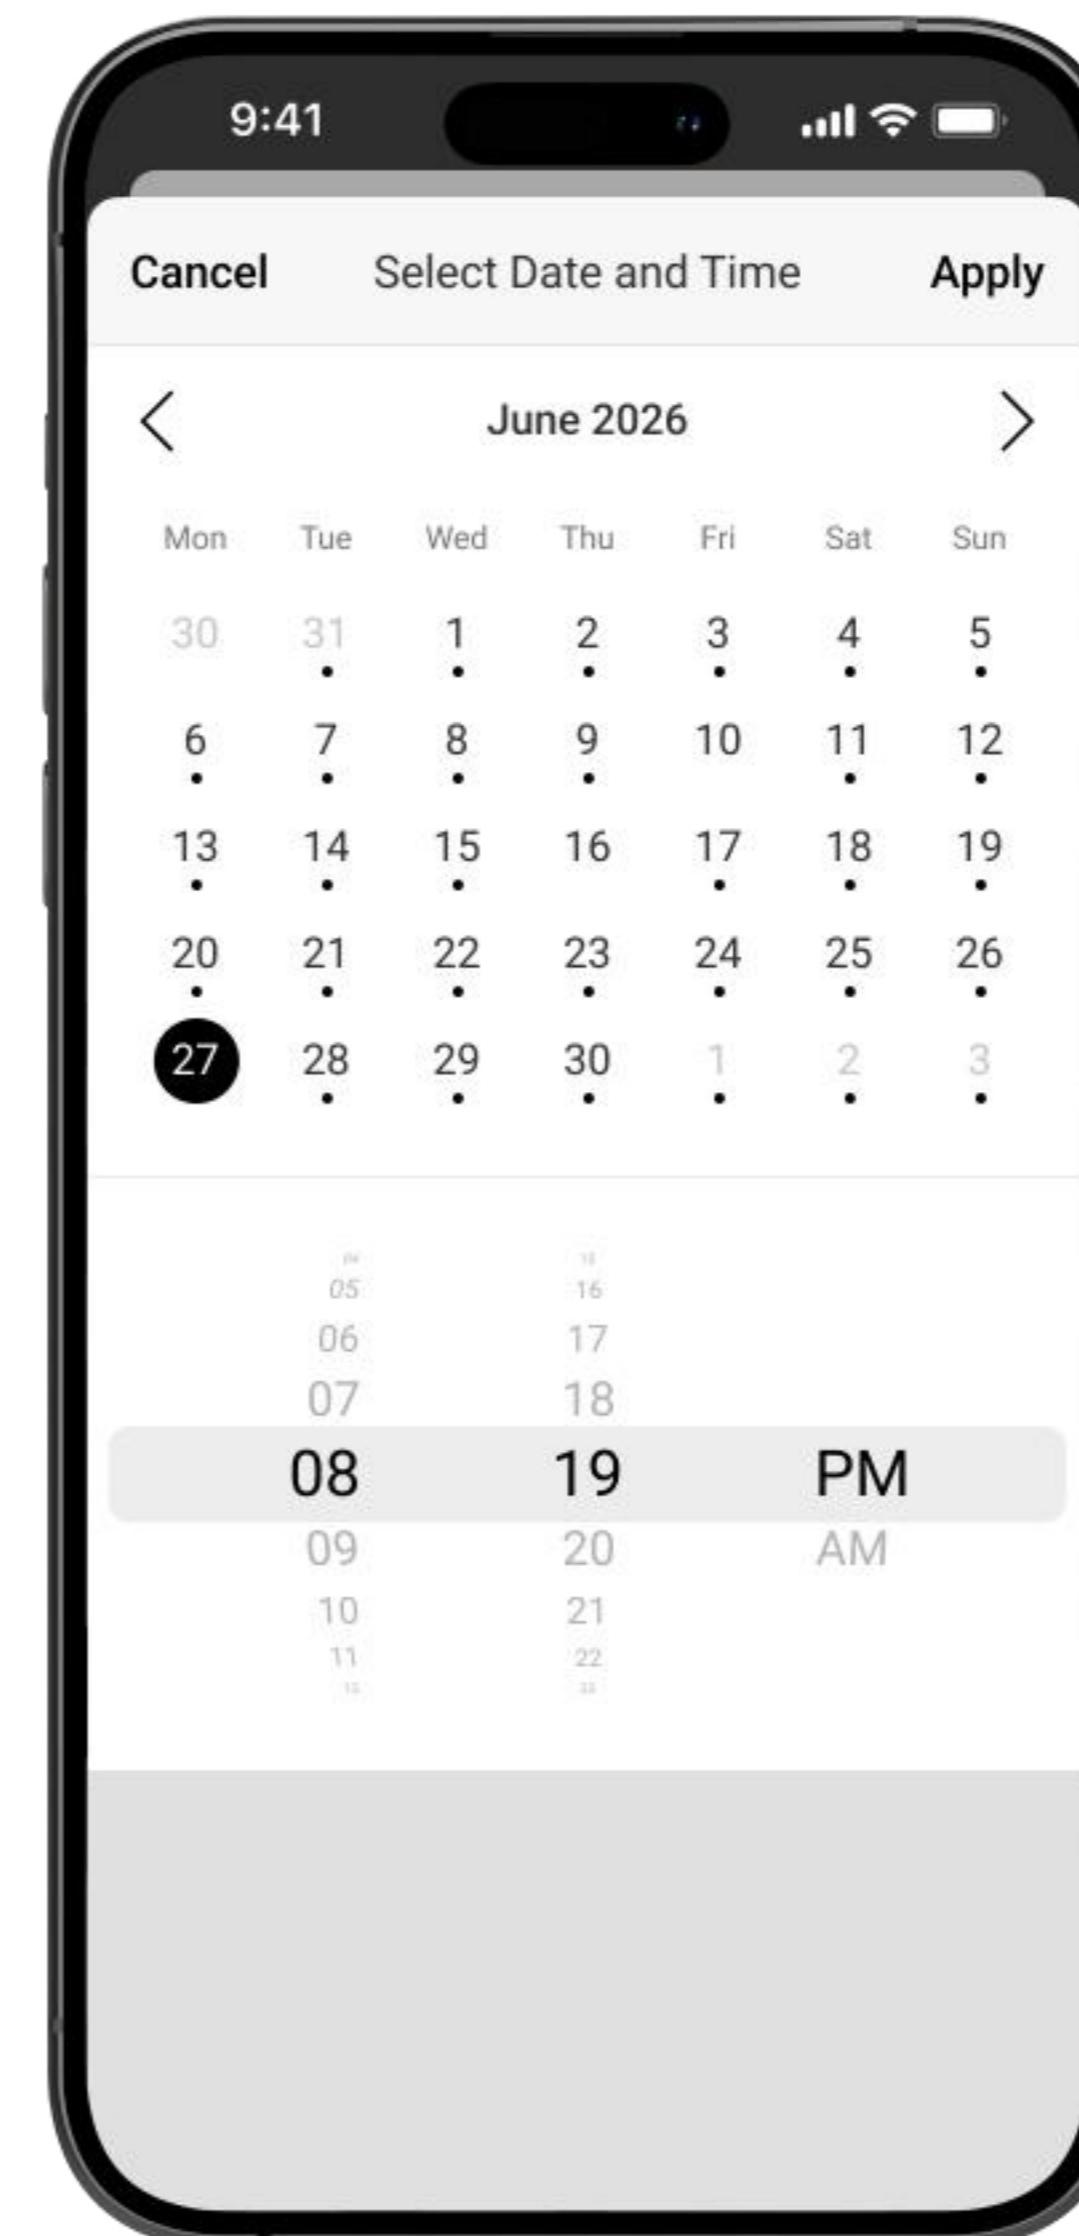 9:41
Cancel Select Date and Time Apply
June 2026
Mon Tue Wed Thu Fri Sat Sun
30 31 1 2 3 4 5
6 7 8 9 10 11 12
13 14 15 16 17 18 19
20 21 22 23 24 25 26
27 28 29 30 1 2 3
05 16
06 17
07 18
08 19 PM
09 20 AM
10 21
11 22